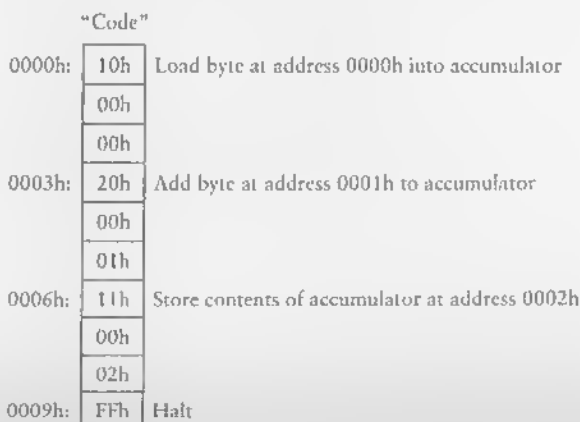 “Code”
0000h: 10h Load byte at address 0000h into accumulator
00h
00h
0003h: 20h Add byte at address 0001h to accumulator
00h
01h
0006h: 11h Store contents of accumulator at address 0002h
00h
02h
0009h: FFh Halt